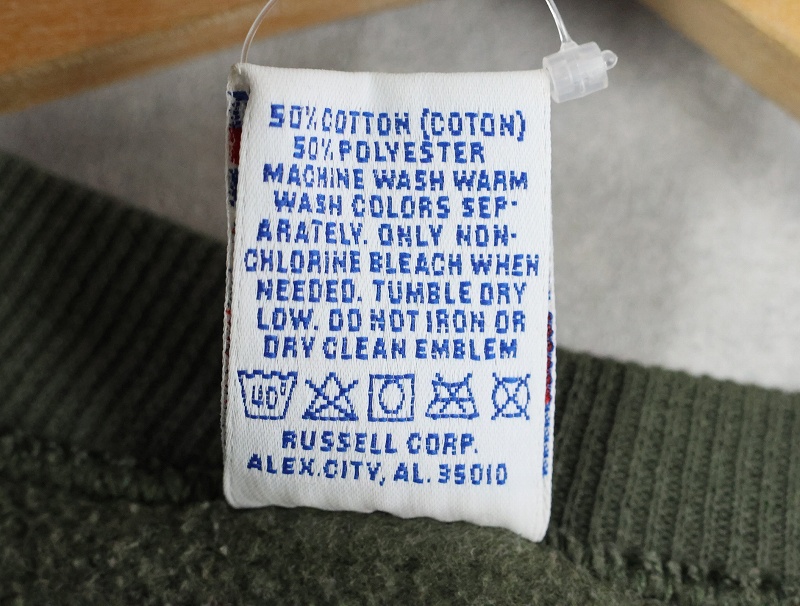 50% COTTON (COTON)
50% POLYESTER
MACHINE WASH WARM
WASH COLORS SEP-
ARATELY. ONLY NON-
CHLORINE BLEACH WHEN
NEEDED. TUMBLE DRY
LOW. DO NOT IRON OR
DRY CLEAN EMBLEM
40°
RUSSELL CORP.
ALEX.CITY, AL. 35010